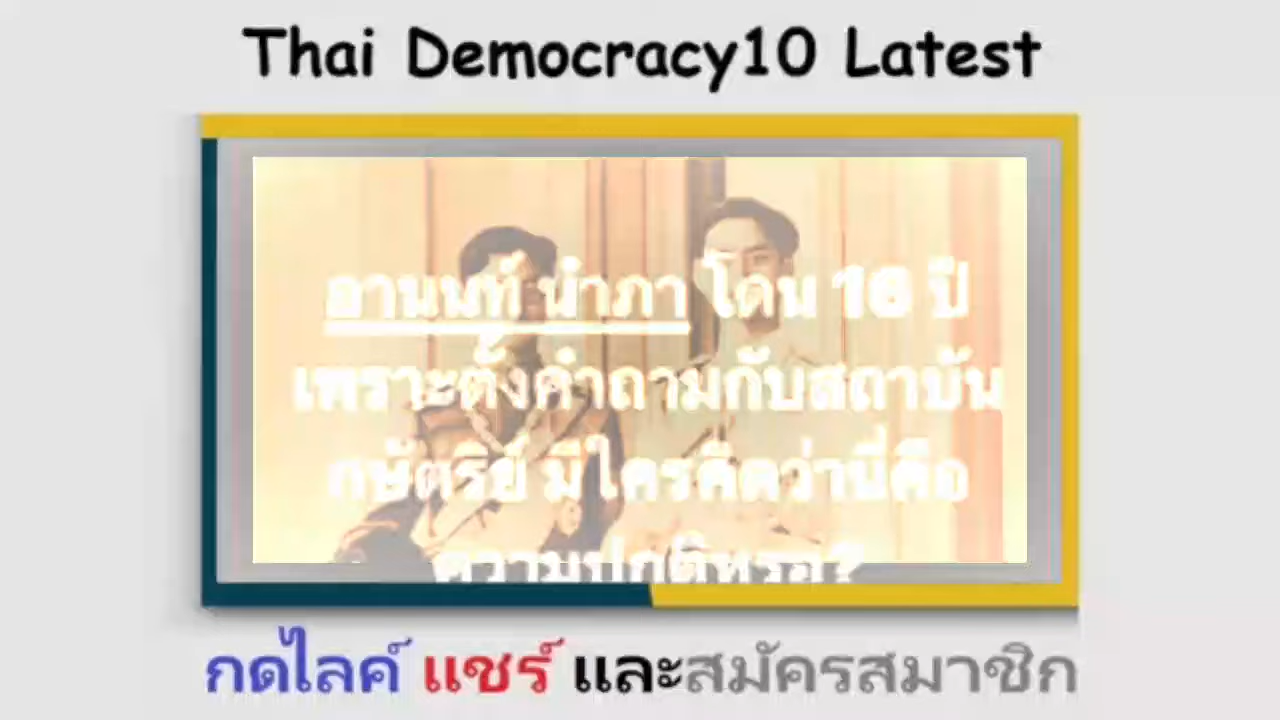 Thai Democracy10 Latest
อานนท์ นำภา โดน 16 ปี
เพราะตั้งคำถามกับสถาบัน
กษัตริย์ มีใครคิดว่านี่คือ
ความปกติหรอ?
กดไลค์ แชร์ และสมัครสมาชิก